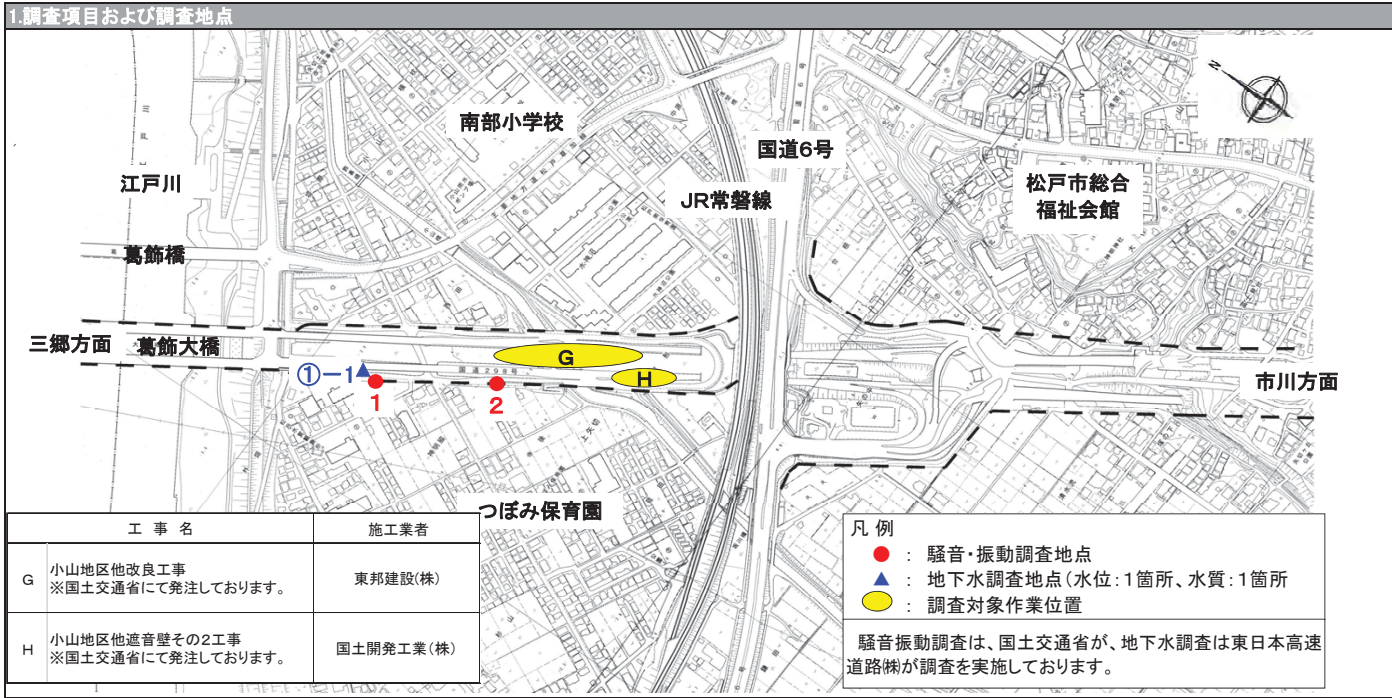 1.調査項目および調査地点
N
南部小学校
国道6号
江戸川
JR常磐線
松戸市総合
福祉会館
葛飾橋
三郷方面
葛飾大橋
G
国道298号
H
①−1
1
2
市川方面
上矢切
つぼみ保育園
工 事 名
施工業者
G
小山地区他改良工事
※国土交通省にて発注しております。
東邦建設(株)
H
小山地区他遮音壁その2工事
※国土交通省にて発注しております。
国土開発工業(株)
凡 例
: 騒音・振動調査地点
: 地下水調査地点(水位:1箇所、水質:1箇所
: 調査対象作業位置
騒音振動調査は、国土交通省が、地下水調査は東日本高速
道路㈱が調査を実施しております。